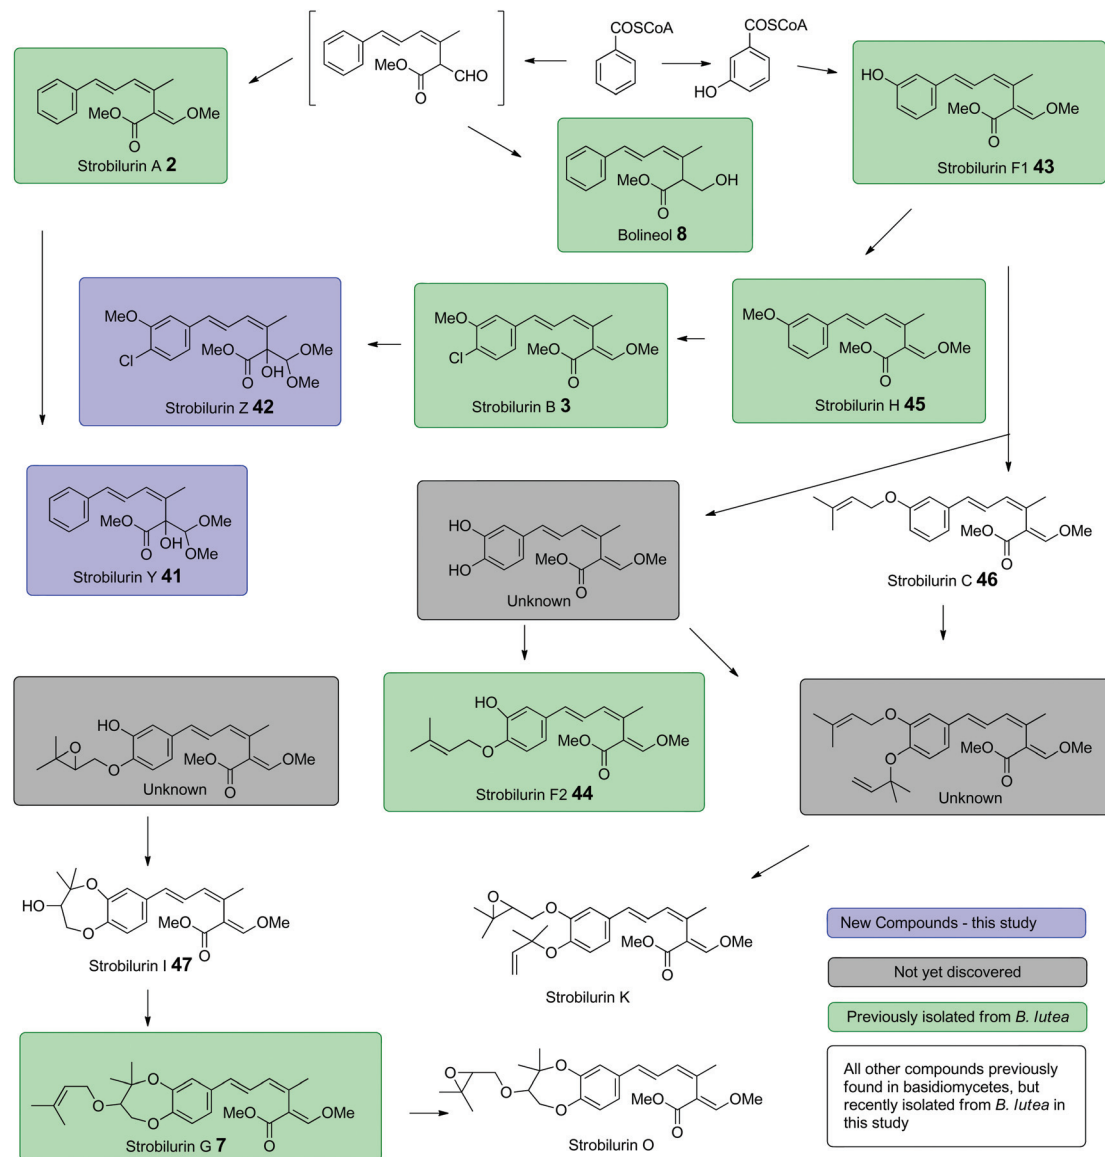 COSCoA
COSCoA
MeO
CHO
O
HO
HO
MeO
OMe
O
Strobilurin F1 43
MeO
OMe
O
Strobilurin A 2
MeO
OH
O
Bolineol 8
MeO
Cl
MeO
OMe
O
OH
OMe
Strobilurin Z 42
MeO
Cl
MeO
OMe
O
Strobilurin B 3
MeO
MeO
OMe
O
Strobilurin H 45
MeO
OMe
O
OH
OMe
Strobilurin Y 41
HO
HO
MeO
OMe
O
Unknown
O
MeO
OMe
O
Strobilurin C 46
HO
O
O
MeO
OMe
O
Unknown
HO
O
MeO
OMe
O
Strobilurin F2 44
O
O
MeO
OMe
O
Unknown
O
HO
O
MeO
OMe
O
Strobilurin I 47
O
O
O
MeO
OMe
O
Strobilurin K
New Compounds - this study
Not yet discovered
Previously isolated from B. lutea
All other compounds previously
found in basidiomycetes, but
recently isolated from B. lutea in
this study
O
O
O
MeO
OMe
O
Strobilurin G 7
O
O
O
O
MeO
OMe
O
Strobilurin O